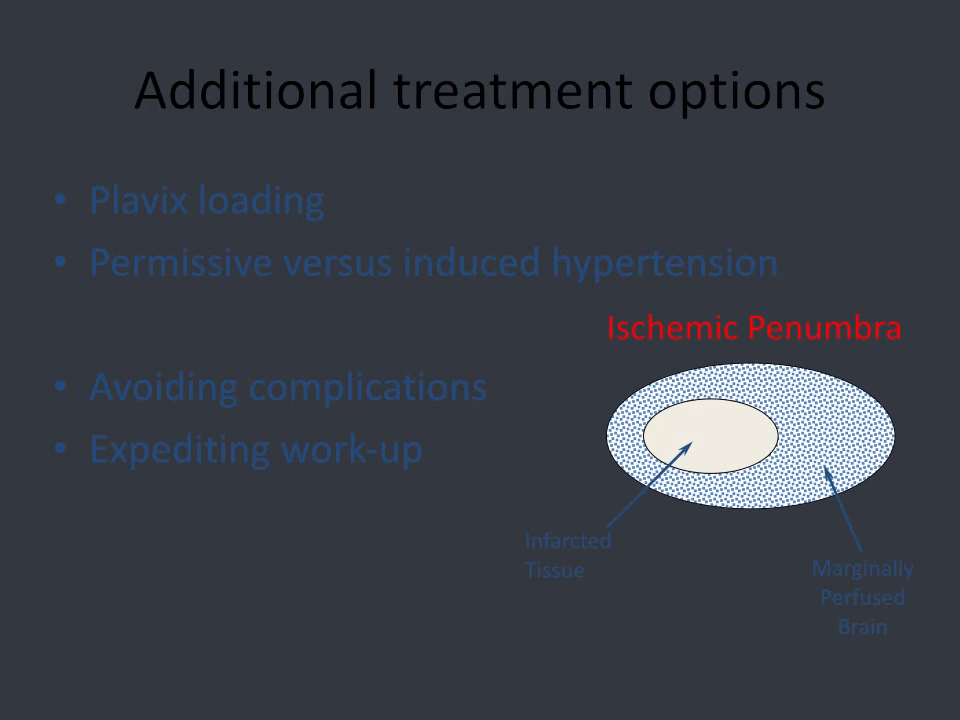 Additional treatment options
• Plavix loading
• Permissive versus induced hypertension
Ischemic Penumbra
• Avoiding complications
• Expediting work-up
Infarcted
Tissue
Marginally
Perfused
Brain